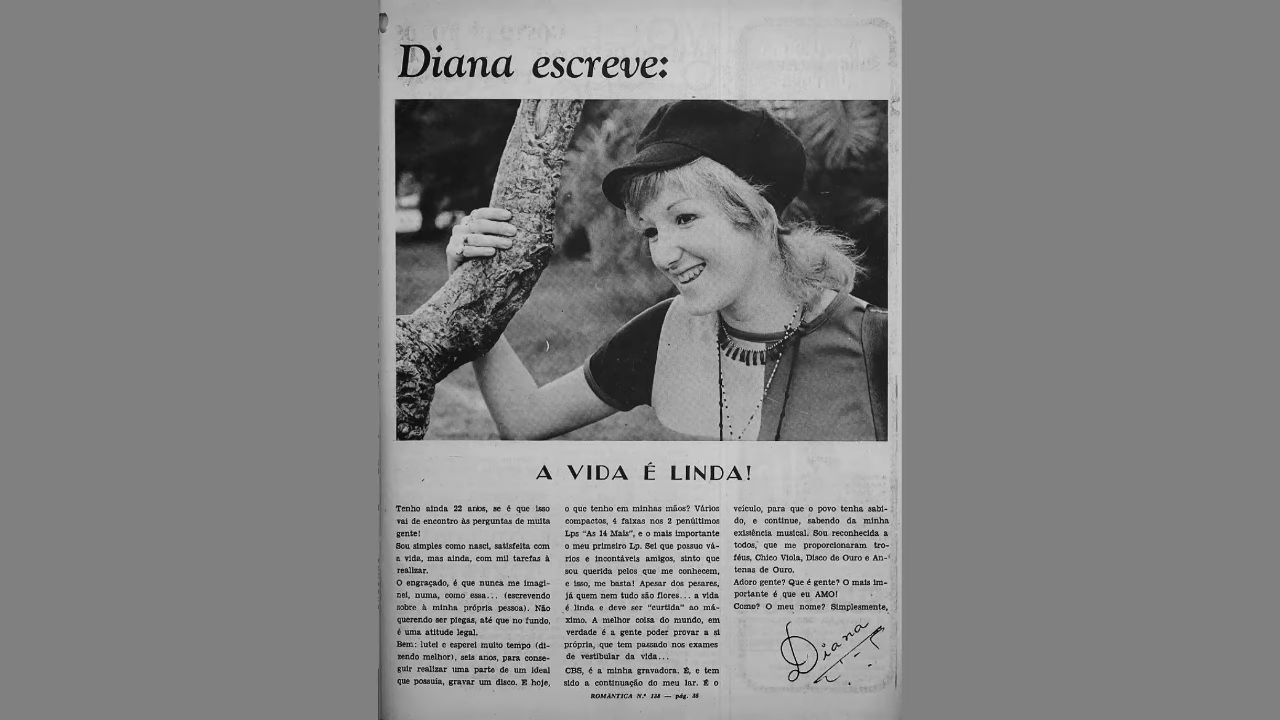 Diana escreve:
A VIDA É LINDA!
Tenho ainda 22 anos, se é que isso
vai de encontro às perguntas de muita
gente!
Sou simples como nasci, satisfeita com
a vida, mas ainda, com mil tarefas à
realizar.
O engraçado, é que nunca me imagi-
nei, numa, como essa... (escrevendo
sobre à minha própria pessoa). Não
querendo ser piegas, até que no fundo,
é uma atitude legal.
Bem: lutei e esperei muito tempo (di-
zendo melhor), seis anos, para conse-
guir realizar uma parte de um ideal
que possuía, gravar um disco. E hoje,
o que tenho em minhas mãos? Vários
compactos, 4 faixas nos 2 penúltimos
Lps "As 14 Mais", e o mais importante
o meu primeiro Lp. Sei que possuo vá-
rios e incontáveis amigos, sinto que
sou querida pelos que me conhecem,
e isso, me basta! Apesar dos pesares,
já quem nem tudo são flores... a vida
é linda e deve ser "curtida" ao má-
ximo. A melhor coisa do mundo, em
verdade é a gente poder provar a si
própria, que tem passado nos exames
de vestibular da vida...
CBS, é a minha gravadora. É, e tem
sido a continuação do meu lar. É o
veículo, para que o povo tenha sabi-
do, e continue, sabendo da minha
existência musical. Sou reconhecida a
todos, que me proporcionaram tro-
féus, Chico Viola, Disco de Ouro e An-
tenas de Ouro.
Adoro gente? Que é gente? O mais im-
portante é que eu AMO!
Como? O meu nome? Simplesmente,
Diana
ROMÂNTICA N.º 138 — pág. 35